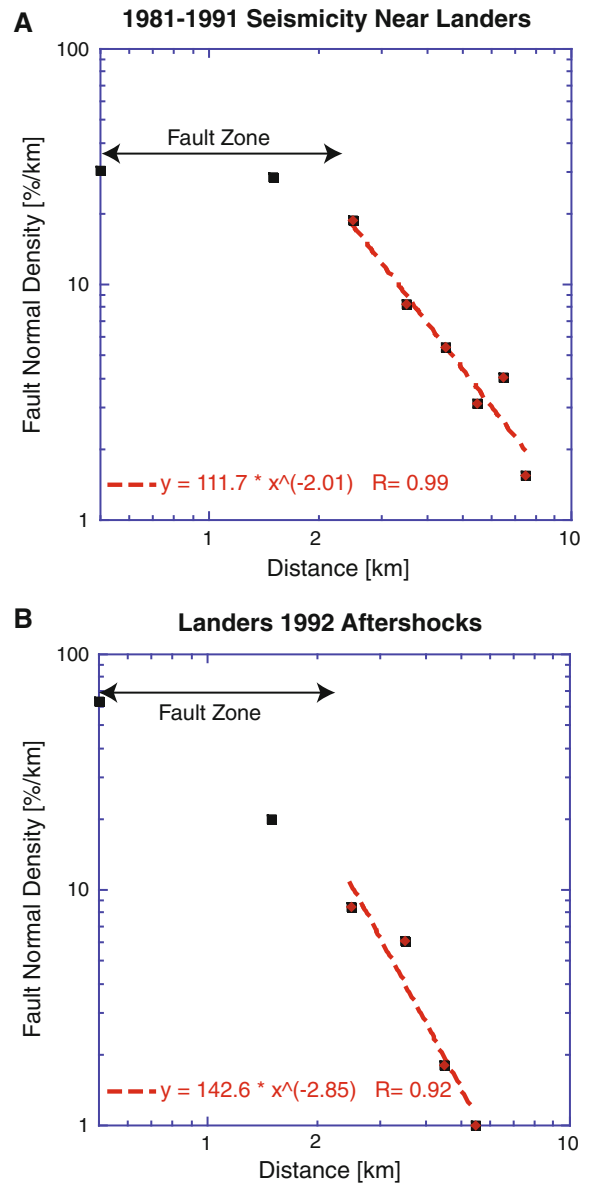 A
1981-1991 Seismicity Near Landers
100
Fault Zone
Fault Normal Density [%/km]
10
y = 111.7 * x^(-2.01) R= 0.99
1
1
2
10
Distance [km]
B
Landers 1992 Aftershocks
100
Fault Zone
Fault Normal Density [%/km]
10
y = 142.6 * x^(-2.85) R= 0.92
1
1
2
10
Distance [km]